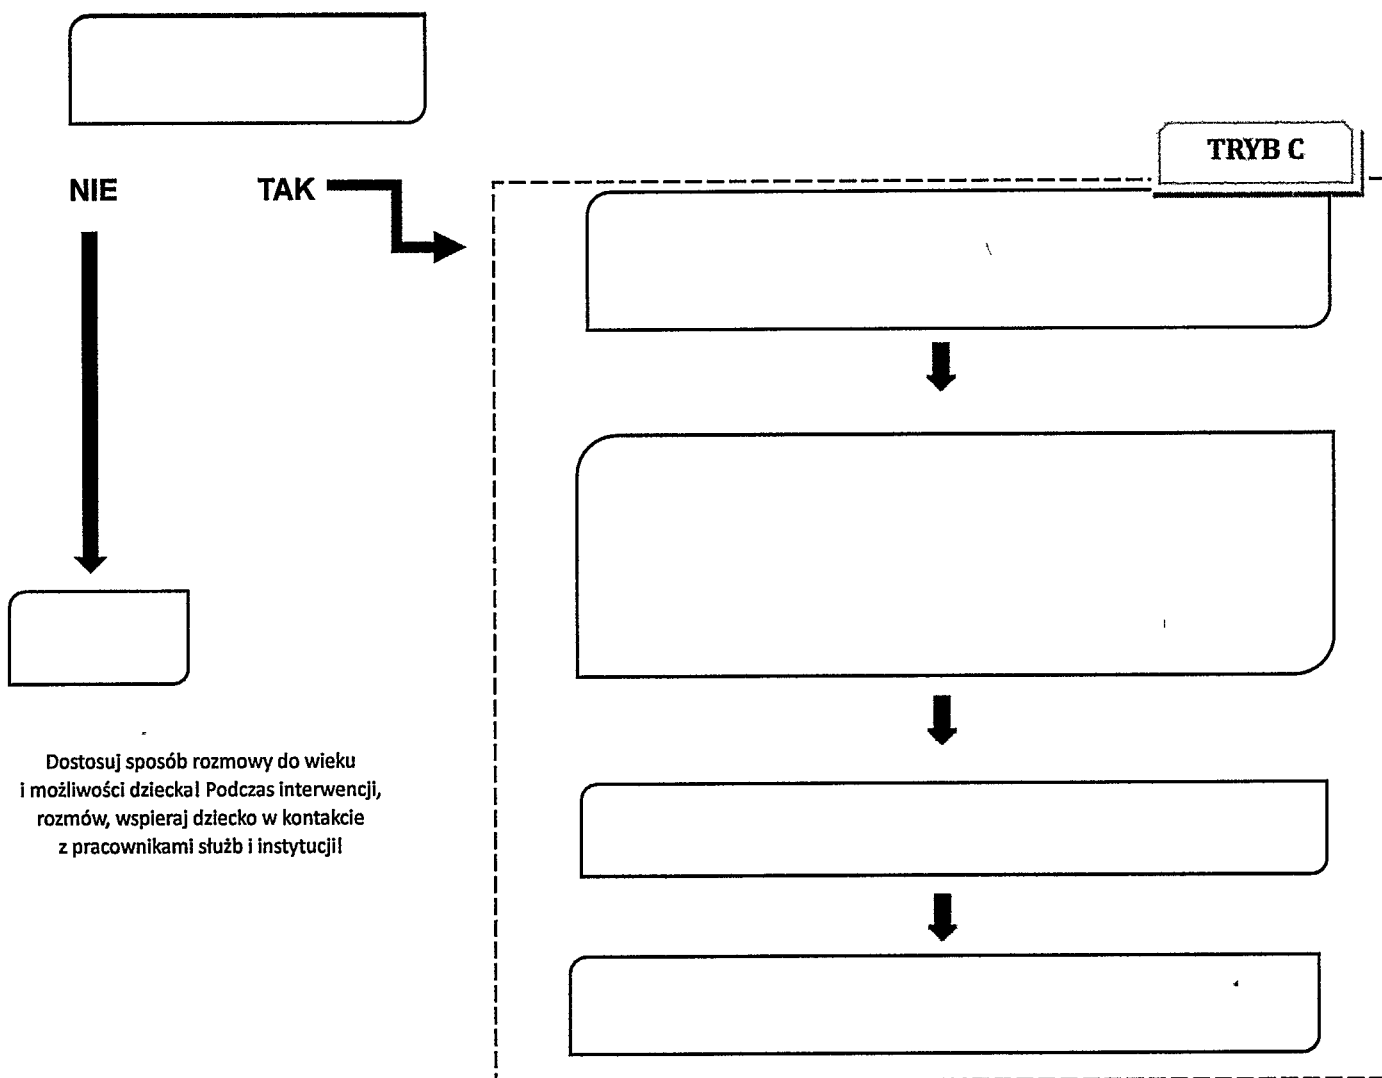 TRYB C
NIE
TAK
Dostosuj sposób rozmowy do wieku
i możliwości dziecka! Podczas interwencji,
rozmów, wspieraj dziecko w kontakcie
z pracownikami służb i instytucji!